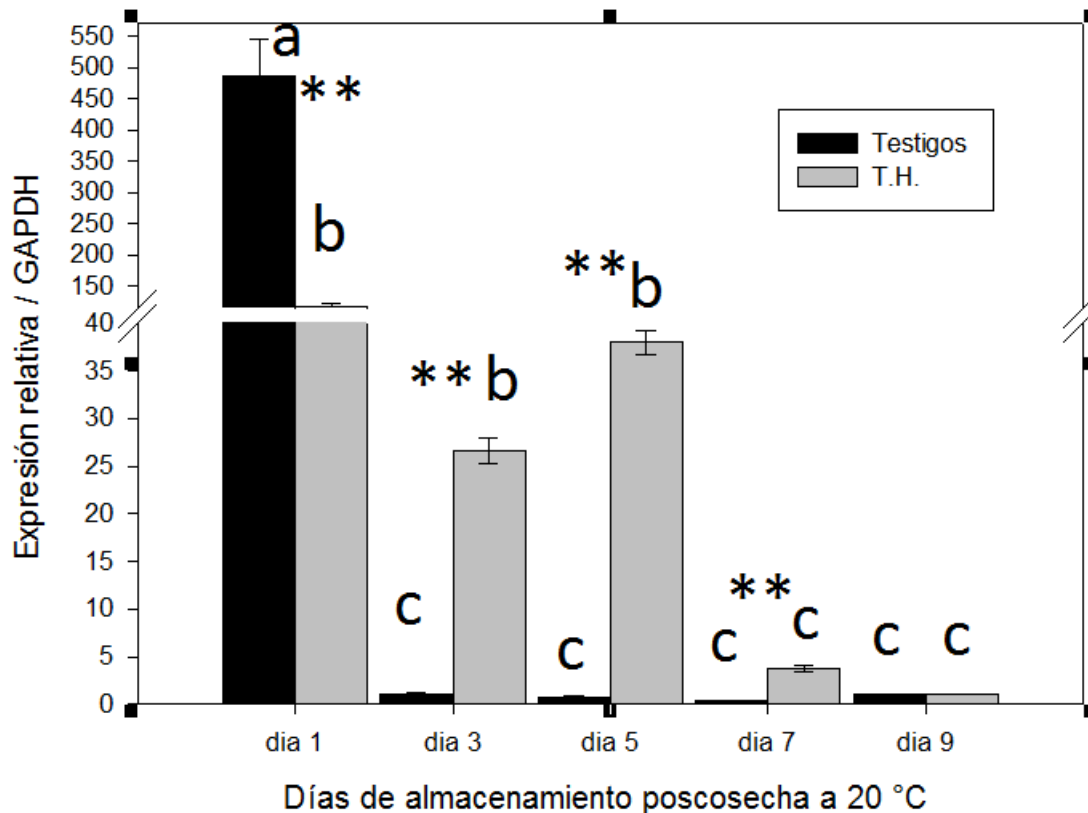 Expresión relativa / GAPDH
550
500
450
400
350
300
250
200
150
40
35
30
25
20
15
10
5
0
a
**
b
**b
**b
c
c
**
c
c
c
c
Testigos
T.H.
dia 1
dia 3
dia 5
dia 7
dia 9
Días de almacenamiento poscosecha a 20 °C